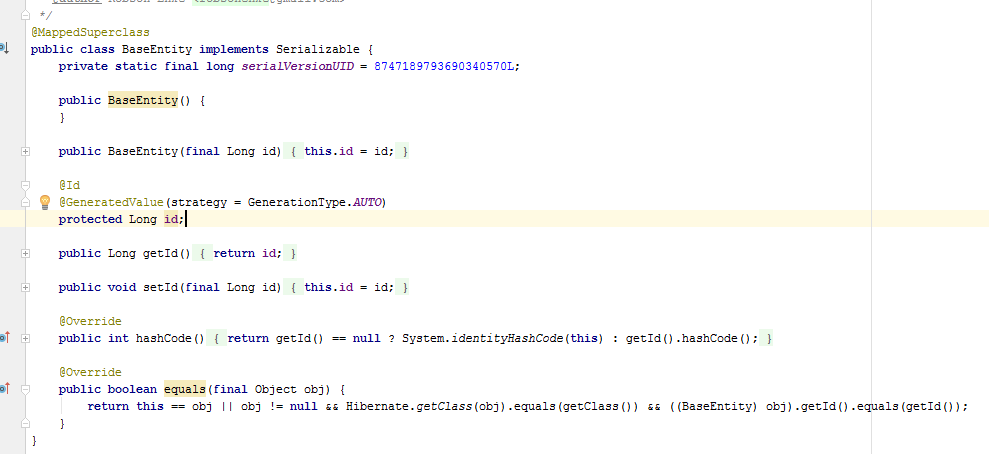 */
@MappedSuperclass
public class BaseEntity implements Serializable {
    private static final long serialVersionUID = 8747189793690340570L;

    public BaseEntity() {
    }

    public BaseEntity(final Long id) { this.id = id; }

    @Id
    @GeneratedValue(strategy = GenerationType.AUTO)
    protected Long id;

    public Long getId() { return id; }

    public void setId(final Long id) { this.id = id; }

    @Override
    public int hashCode() { return getId() == null ? System.identityHashCode(this) : getId().hashCode(); }

    @Override
    public boolean equals(final Object obj) {
        return this == obj || obj != null && Hibernate.getClass(obj).equals(getClass()) && ((BaseEntity) obj).getId().equals(getId());
    }
}